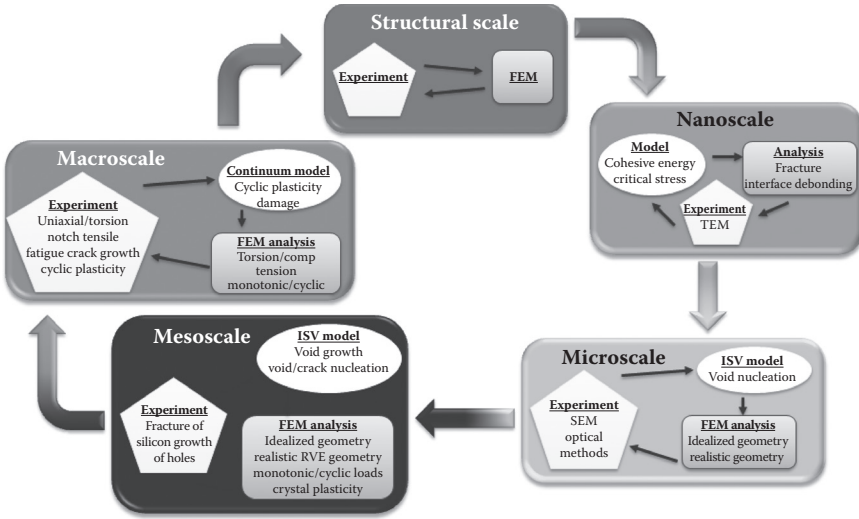 Structural scale
Experiment
FEM
Nanoscale
Model
Cohesive energy
critical stress
Analysis
Fracture
interface debonding
Experiment
TEM
Macroscale
Continuum model
Cyclic plasticity
damage
Experiment
Uniaxial/torsion
notch tensile
fatigue crack growth
cyclic plasticity
FEM analysis
Torsion/comp
tension
monotonic/cyclic
Mesoscale
ISV model
Void growth
void/crack nucleation
Experiment
Fracture of
silicon growth
of holes
FEM analysis
Idealized geometry
realistic RVE geometry
monotonic/cyclic loads
crystal plasticity
Microscale
ISV model
Void nucleation
Experiment
SEM
optical
methods
FEM analysis
Idealized geometry
realistic geometry